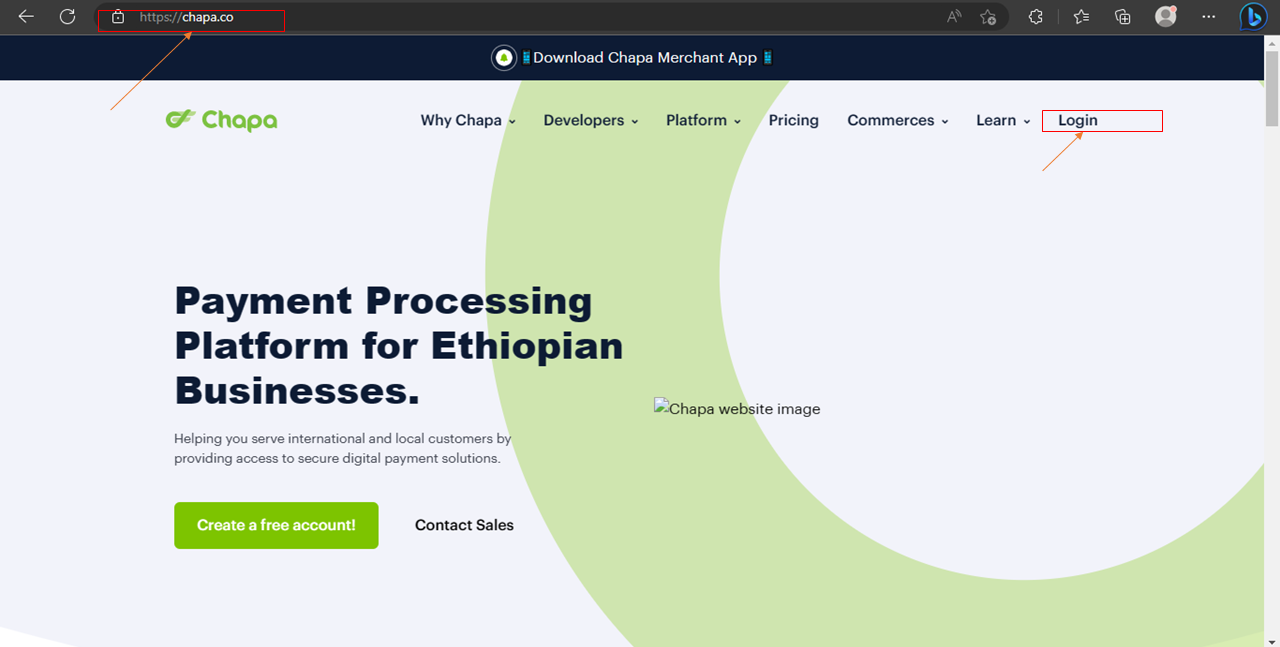 https://chapa.co
Download Chapa Merchant App
Chapa
Why Chapa
Developers
Platform
Pricing
Commerces
Learn
Login
Payment Processing
Platform for Ethiopian
Businesses.
Chapa website image
Helping you serve international and local customers by
providing access to secure digital payment solutions.
Create a free account!
Contact Sales